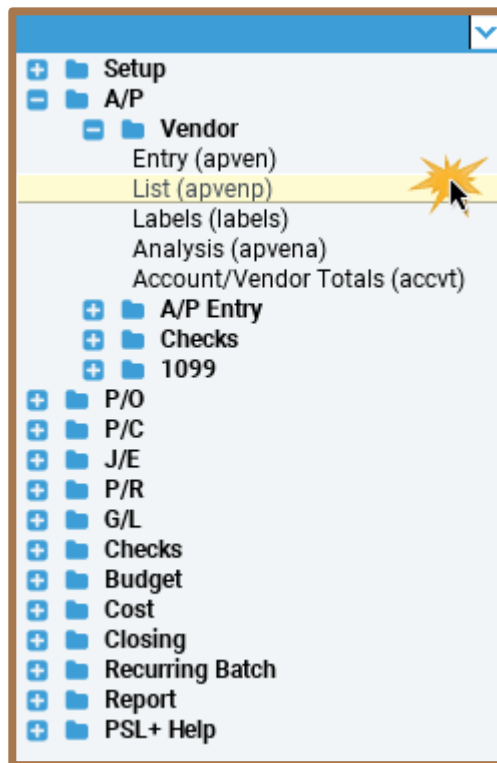 Setup
A/P
Vendor
Entry (apven)
List (apvenp)
Labels (labels)
Analysis (apvena)
Account/Vendor Totals (accvt)
A/P Entry
Checks
1099
P/O
P/C
J/E
P/R
G/L
Checks
Budget
Cost
Closing
Recurring Batch
Report
PSL+ Help